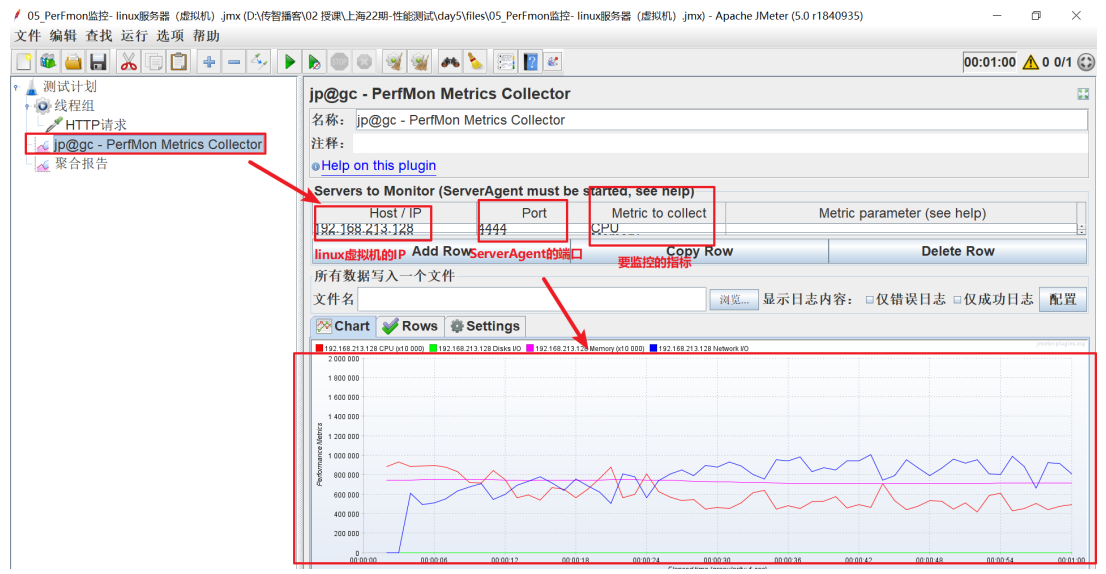 05_PerFmon监控- linux服务器（虚拟机）.jmx (D:\传智播客\02 授课\上海22期-性能测试\day5\files\05_PerFmon监控- linux服务器（虚拟机）.jmx) - Apache JMeter (5.0 r1840935)
文件 编辑 查找 运行 选项 帮助
00:01:00 0 0/1
测试计划
线程组
HTTP请求
jp@gc - PerfMon Metrics Collector
聚合报告
jp@gc - PerfMon Metrics Collector
名称： jp@gc - PerfMon Metrics Collector
注释：
Help on this plugin
Servers to Monitor (ServerAgent must be started, see help)
Host / IP Port Metric to collect Metric parameter (see help)
192.168.213.128 4444 CPU
Add Row Copy Row Delete Row
linux虚拟机的IP ServerAgent的端口 要监控的指标
所有数据写入一个文件
文件名 浏览... 显示日志内容： 仅错误日志 仅成功日志 配置
Chart Rows Settings
192.168.213.128 CPU (x10 000) 192.168.213.128 Disks I/O 192.168.213.128 Memory (x10 000) 192.168.213.128 Network I/O
jmeter-plugins.org
2 000 000
1 800 000
1 600 000
1 400 000
1 200 000
1 000 000
800 000
600 000
400 000
200 000
0
Performance Metrics
00:00:00 00:00:06 00:00:12 00:00:18 00:00:24 00:00:30 00:00:36 00:00:42 00:00:48 00:00:54 00:01:00